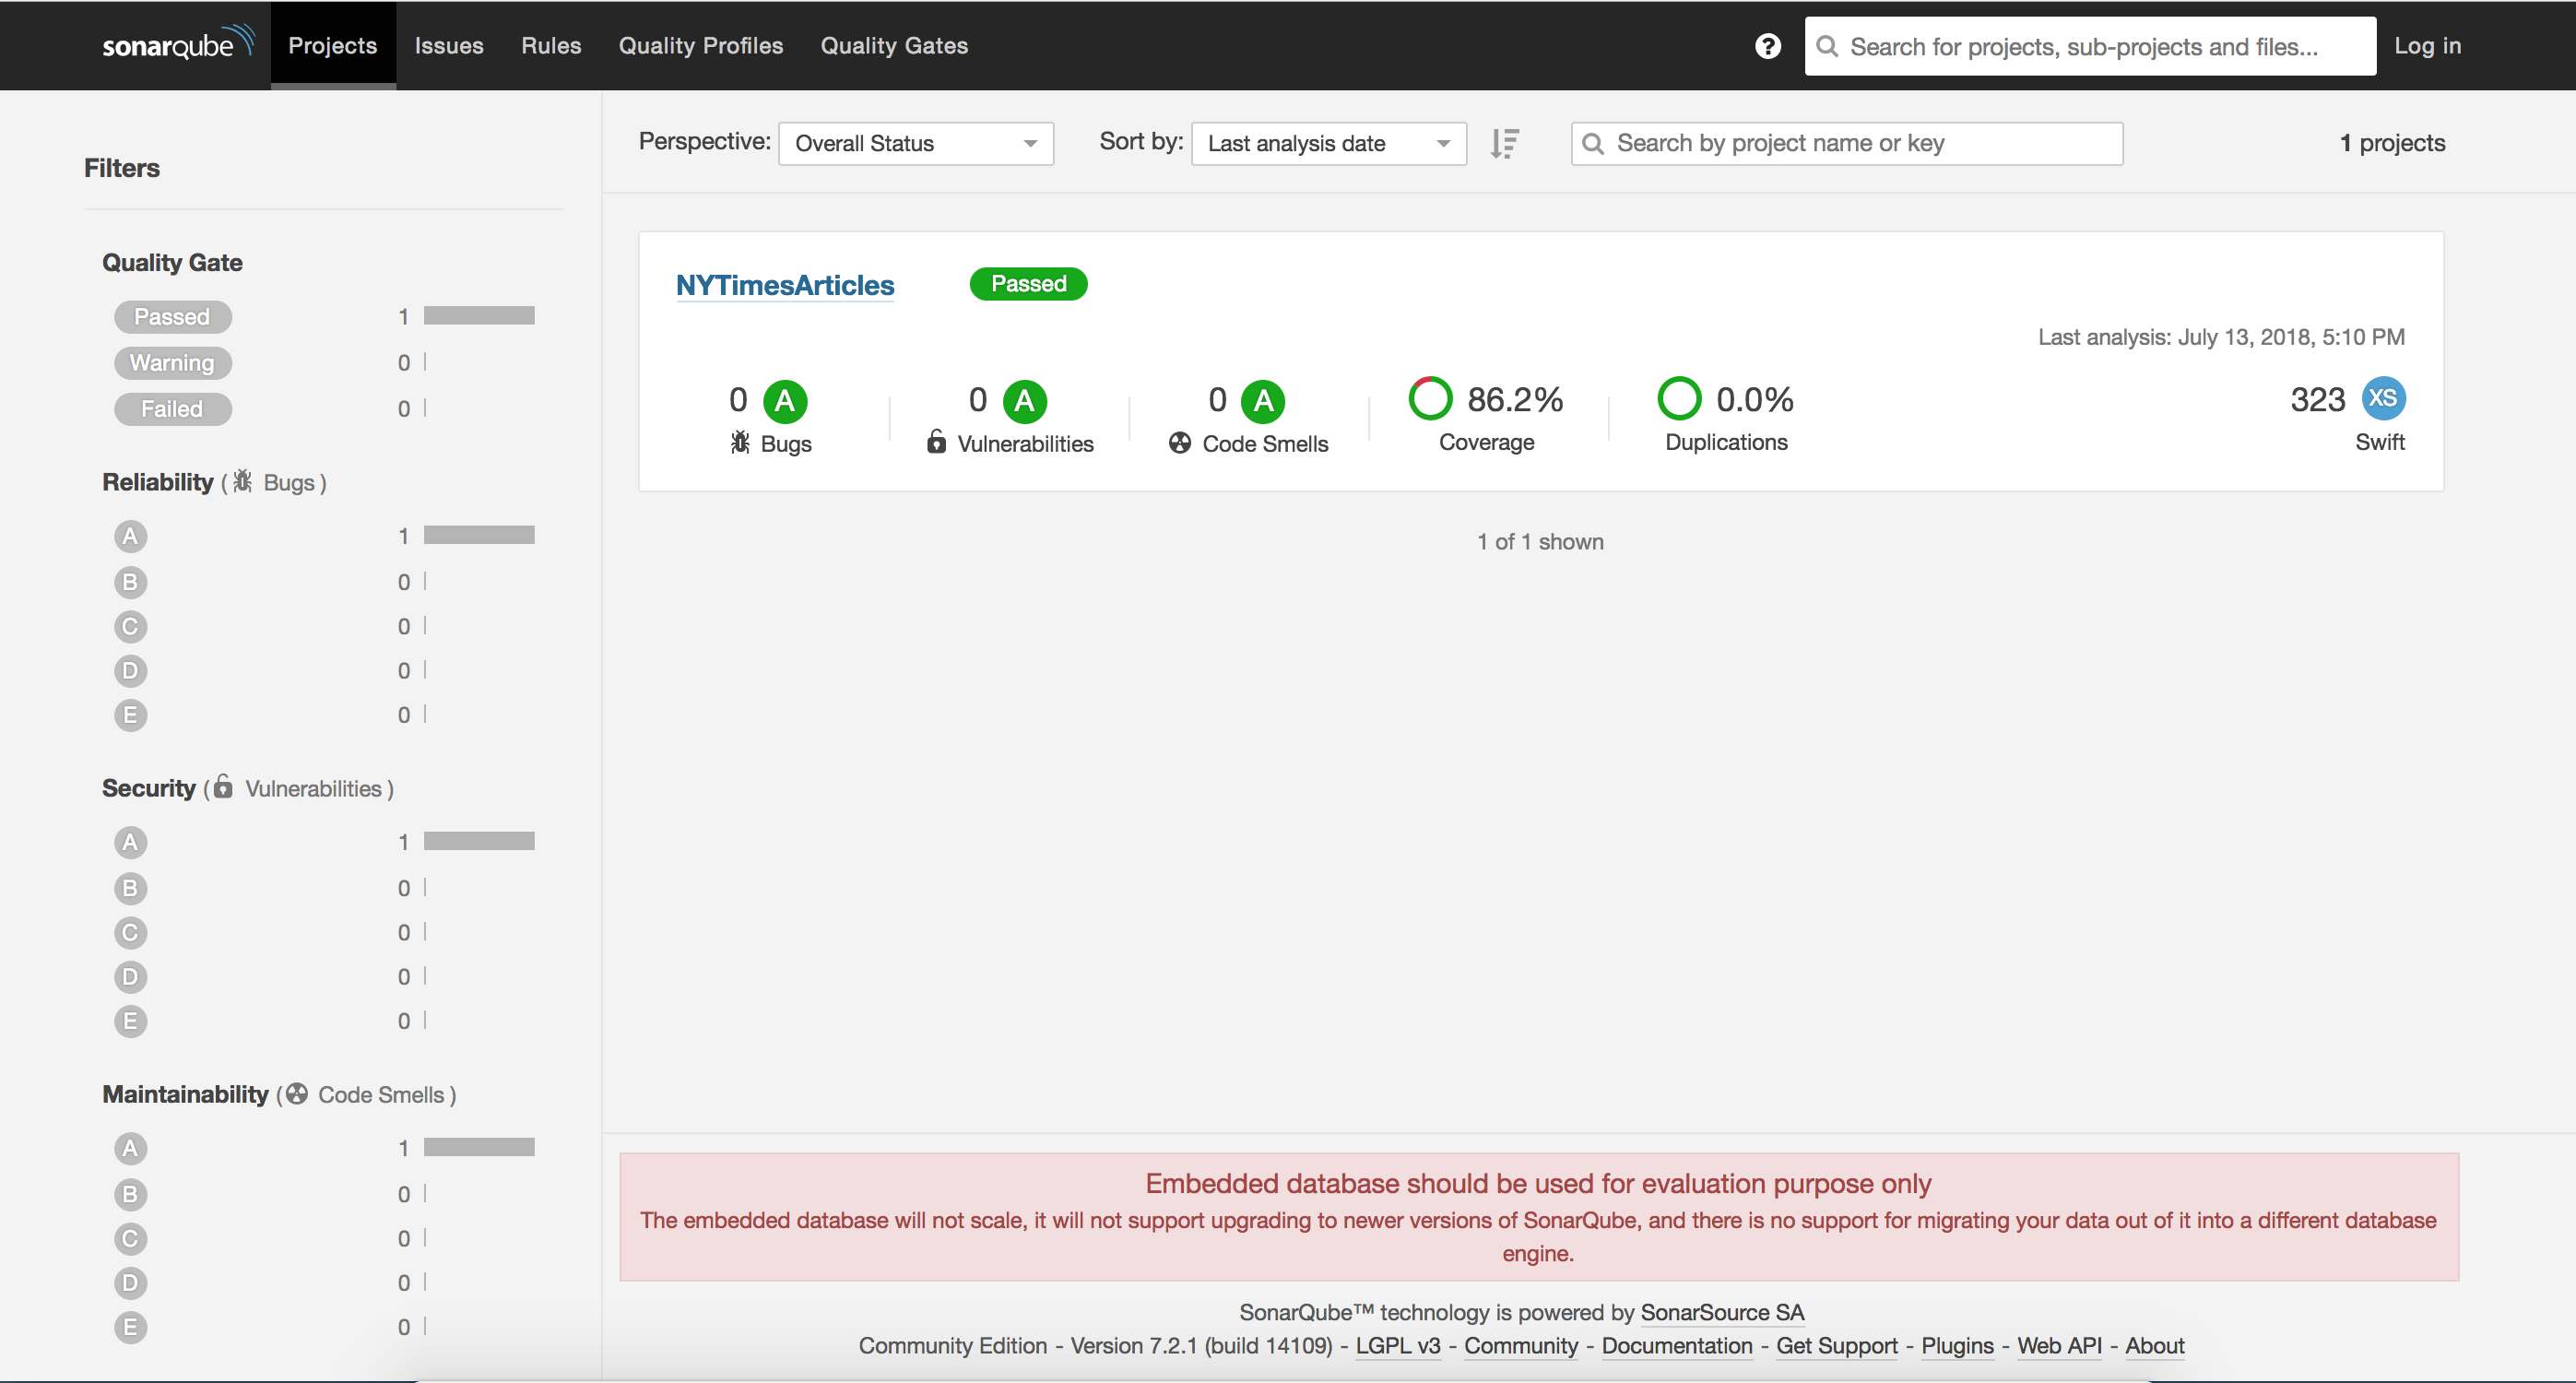 sonarqube Projects Issues Rules Quality Profiles Quality Gates ? Search for projects, sub-projects and files... Log in
Perspective: Overall Status Sort by: Last analysis date Search by project name or key 1 projects
Filters
Quality Gate
Passed 1
Warning 0
Failed 0
Reliability ( Bugs )
A 1
B 0
C 0
D 0
E 0
Security ( Vulnerabilities )
A 1
B 0
C 0
D 0
E 0
Maintainability ( Code Smells )
A 1
B 0
C 0
D 0
E 0
NYTimesArticles Passed
Last analysis: July 13, 2018, 5:10 PM
0 A 0 A 0 A 86.2% 0.0% 323 XS
Bugs Vulnerabilities Code Smells Coverage Duplications Swift
1 of 1 shown
Embedded database should be used for evaluation purpose only
The embedded database will not scale, it will not support upgrading to newer versions of SonarQube, and there is no support for migrating your data out of it into a different database
engine.
SonarQube™ technology is powered by SonarSource SA
Community Edition - Version 7.2.1 (build 14109) - LGPL v3 - Community - Documentation - Get Support - Plugins - Web API - About